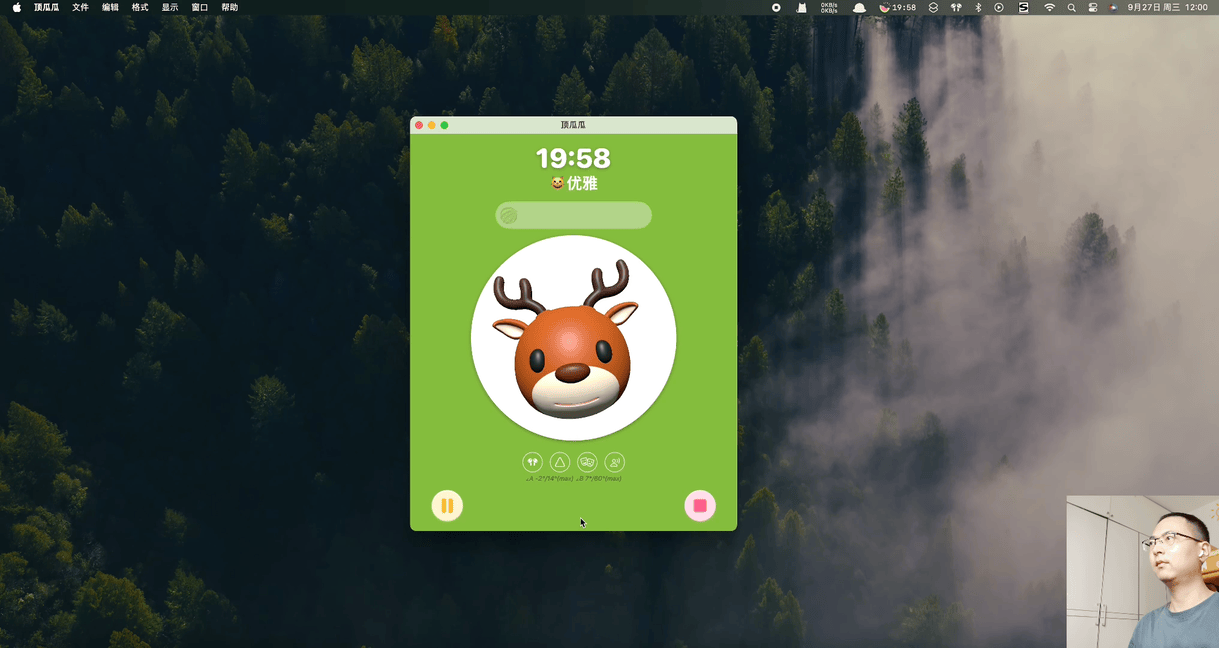 顶瓜瓜 文件 编辑 格式 显示 窗口 帮助
0KB/s
0KB/s
19:58
9月27日 周三 12:00
顶瓜瓜
19:58
优雅
∠A -2°/14°(max) ∠B 7°/60°(max)